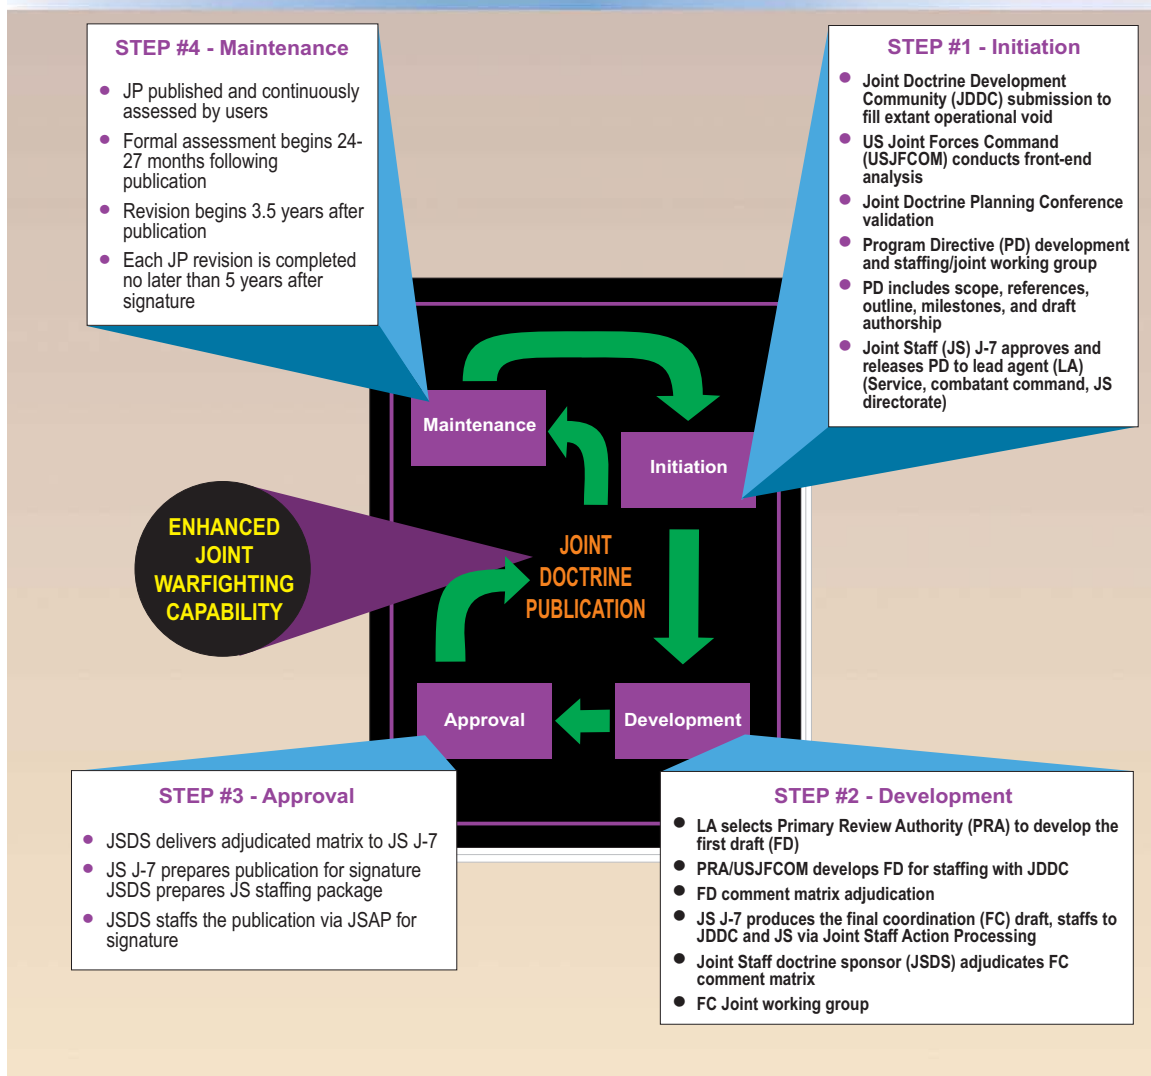 STEP #4 - Maintenance
• JP published and continuously
assessed by users
• Formal assessment begins 24-
27 months following
publication
• Revision begins 3.5 years after
publication
• Each JP revision is completed
no later than 5 years after
signature
STEP #1 - Initiation
• Joint Doctrine Development
Community (JDDC) submission to
fill extant operational void
• US Joint Forces Command
(USJFCOM) conducts front-end
analysis
• Joint Doctrine Planning Conference
validation
• Program Directive (PD) development
and staffing/joint working group
• PD includes scope, references,
outline, milestones, and draft
authorship
• Joint Staff (JS) J-7 approves and
releases PD to lead agent (LA)
(Service, combatant command, JS
directorate)
Maintenance
Initiation
ENHANCED
JOINT
WARFIGHTING
CAPABILITY
JOINT
DOCTRINE
PUBLICATION
Approval
Development
STEP #3 - Approval
• JSDS delivers adjudicated matrix to JS J-7
• JS J-7 prepares publication for signature
JSDS prepares JS staffing package
• JSDS staffs the publication via JSAP for
signature
STEP #2 - Development
• LA selects Primary Review Authority (PRA) to develop the
first draft (FD)
• PRA/USJFCOM develops FD for staffing with JDDC
• FD comment matrix adjudication
• JS J-7 produces the final coordination (FC) draft, staffs to
JDDC and JS via Joint Staff Action Processing
• Joint Staff doctrine sponsor (JSDS) adjudicates FC
comment matrix
• FC Joint working group